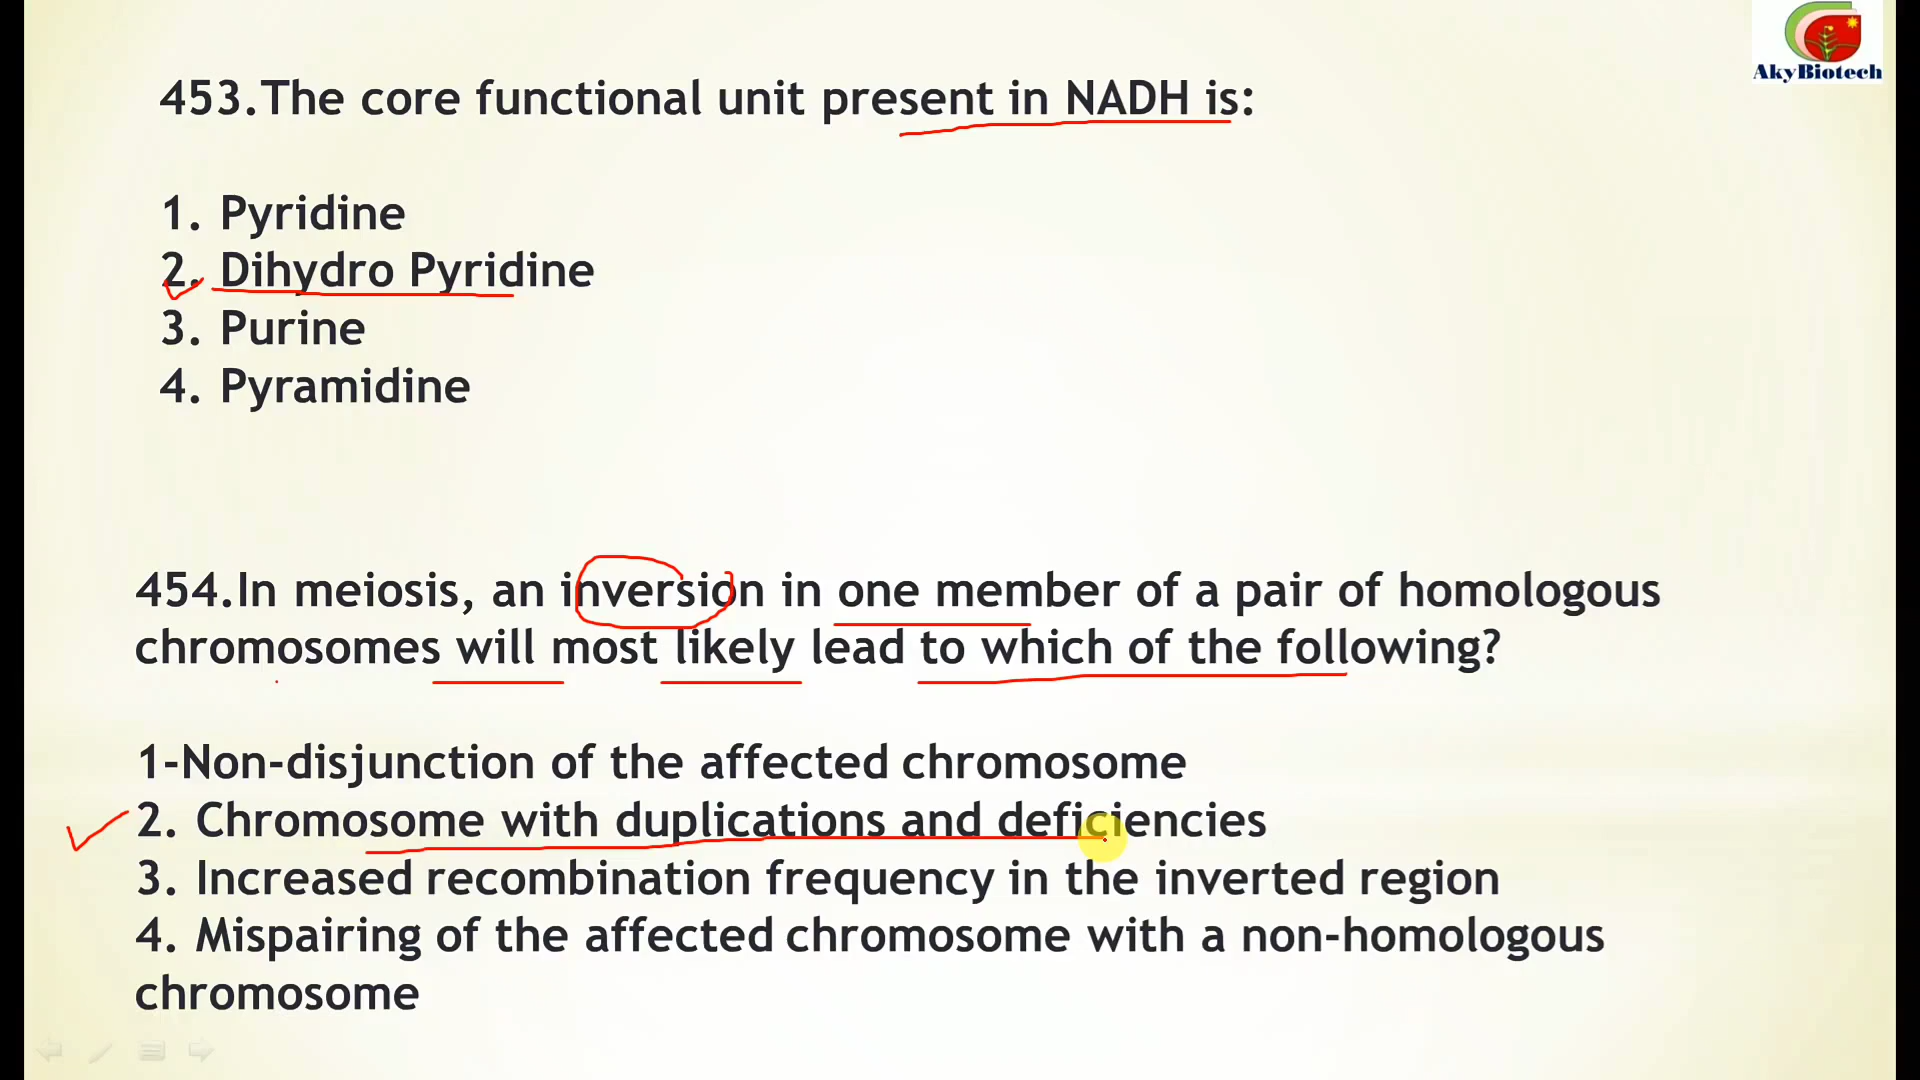 AkyBiotech
453.The core functional unit present in NADH is:
1. Pyridine
2. Dihydro Pyridine
3. Purine
4. Pyramidine
454.In meiosis, an inversion in one member of a pair of homologous
chromosomes will most likely lead to which of the following?
1-Non-disjunction of the affected chromosome
2. Chromosome with duplications and deficiencies
3. Increased recombination frequency in the inverted region
4. Mispairing of the affected chromosome with a non-homologous
chromosome